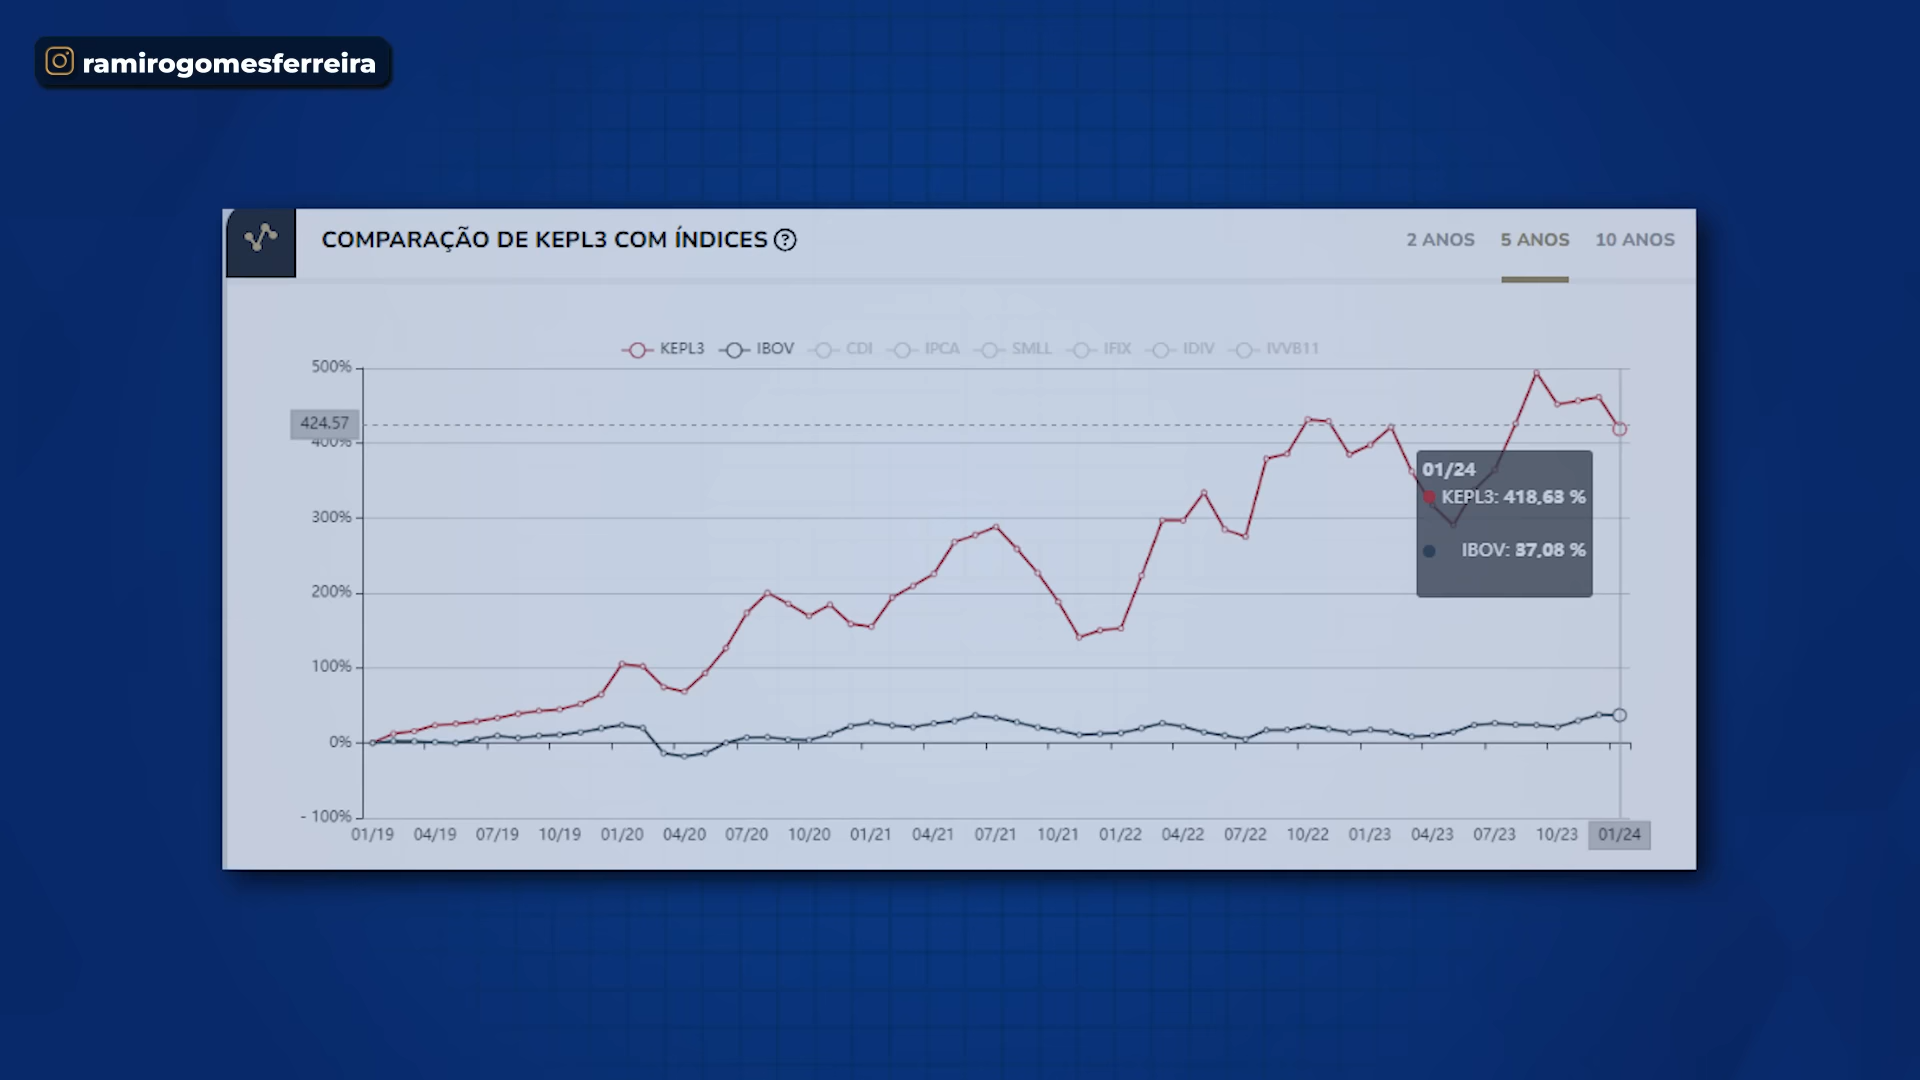 ramirogomesferreira
COMPARAÇÃO DE KEPL3 COM ÍNDICES ?
2 ANOS 5 ANOS 10 ANOS
KEPL3 IBOV CDI IPCA SMLL IFIX IDIV IVVB11
500%
424.57
400%
300%
200%
100%
0%
- 100%
01/24
KEPL3: 418,63 %
IBOV: 37,08 %
01/19 04/19 07/19 10/19 01/20 04/20 07/20 10/20 01/21 04/21 07/21 10/21 01/22 04/22 07/22 10/22 01/23 04/23 07/23 10/23 01/24